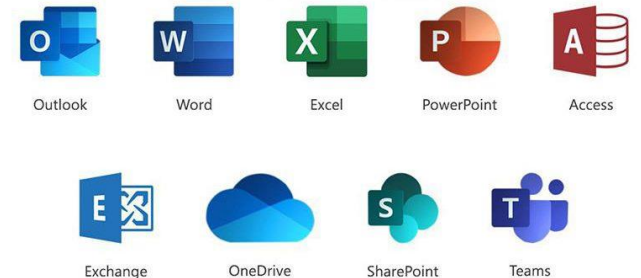 O W X P A
Outlook Word Excel PowerPoint Access
E S T
Exchange OneDrive SharePoint Teams